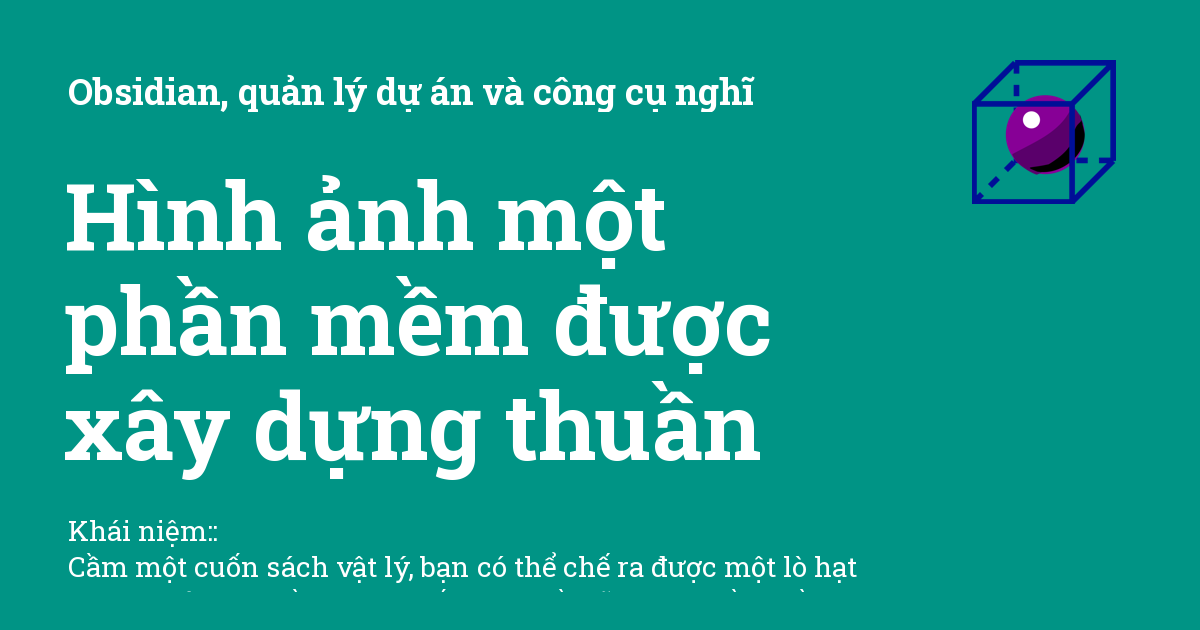 Obsidian, quản lý dự án và công cụ nghĩ
Hình ảnh một
phần mềm được
xây dựng thuần
Khái niệm::
Cầm một cuốn sách vật lý, bạn có thể chế ra được một lò hạt